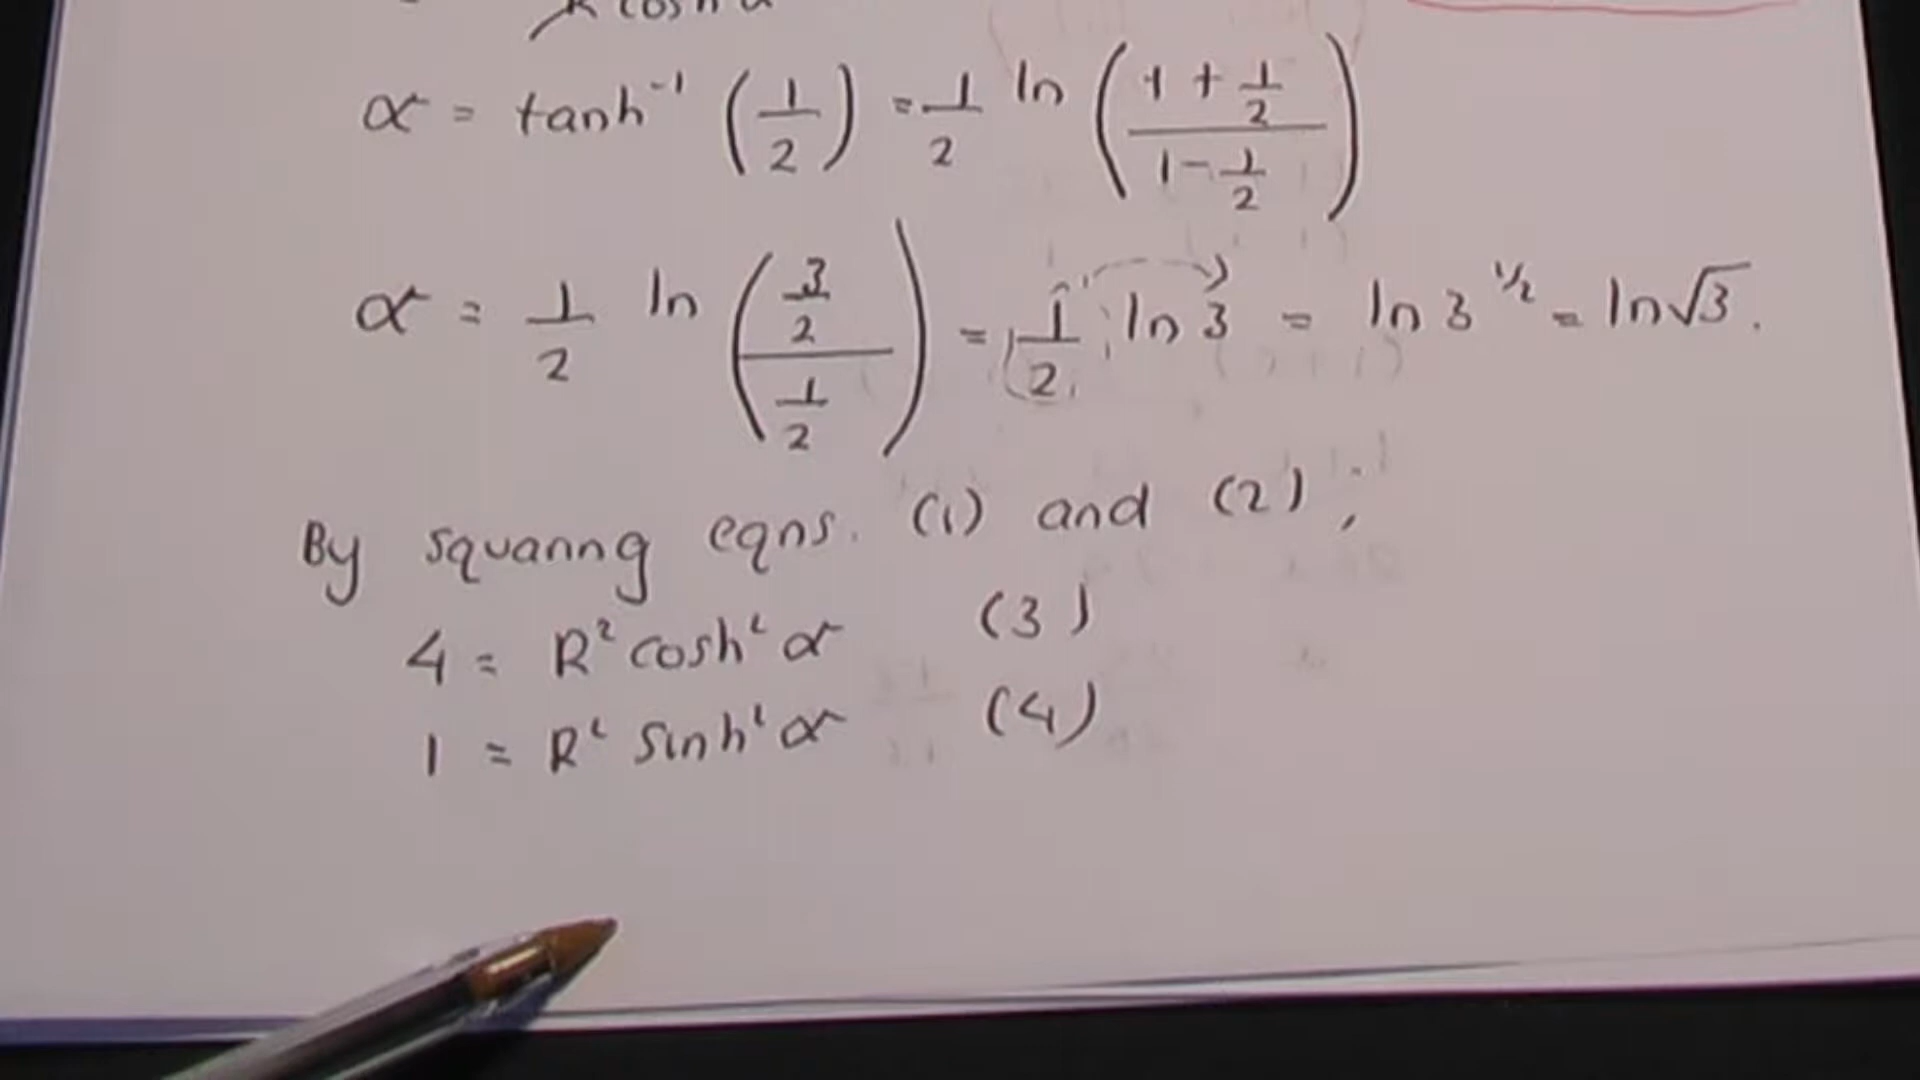 R cosh α
α = tanh⁻¹ (1/2) = 1/2 ln ((1 + 1/2)/(1 - 1/2))
α = 1/2 ln ((3/2)/(1/2)) = 1/2 ln 3 = ln 3^1/2 = ln√3.
By squaring eqns. (1) and (2);
4 = R² cosh² α (3)
1 = R² sinh² α (4)